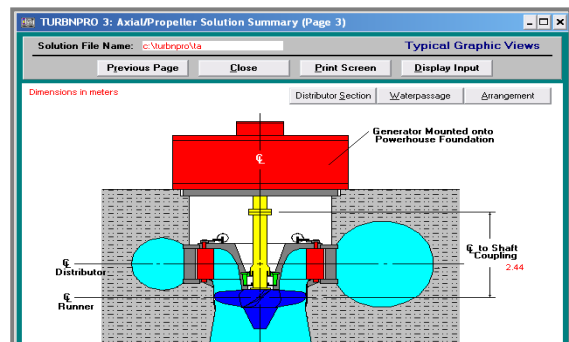 TURBNPRO 3: Axial/Propeller Solution Summary (Page 3)
Solution File Name: c:\turbnpro\ta
Typical Graphic Views
Previous Page Close Print Screen Display Input
Dimensions in meters
Distributor Section Waterpassage Arrangement
Generator Mounted onto
Powerhouse Foundation
℄
℄ to Shaft
Coupling
2.44
℄
Distributor
℄
Runner